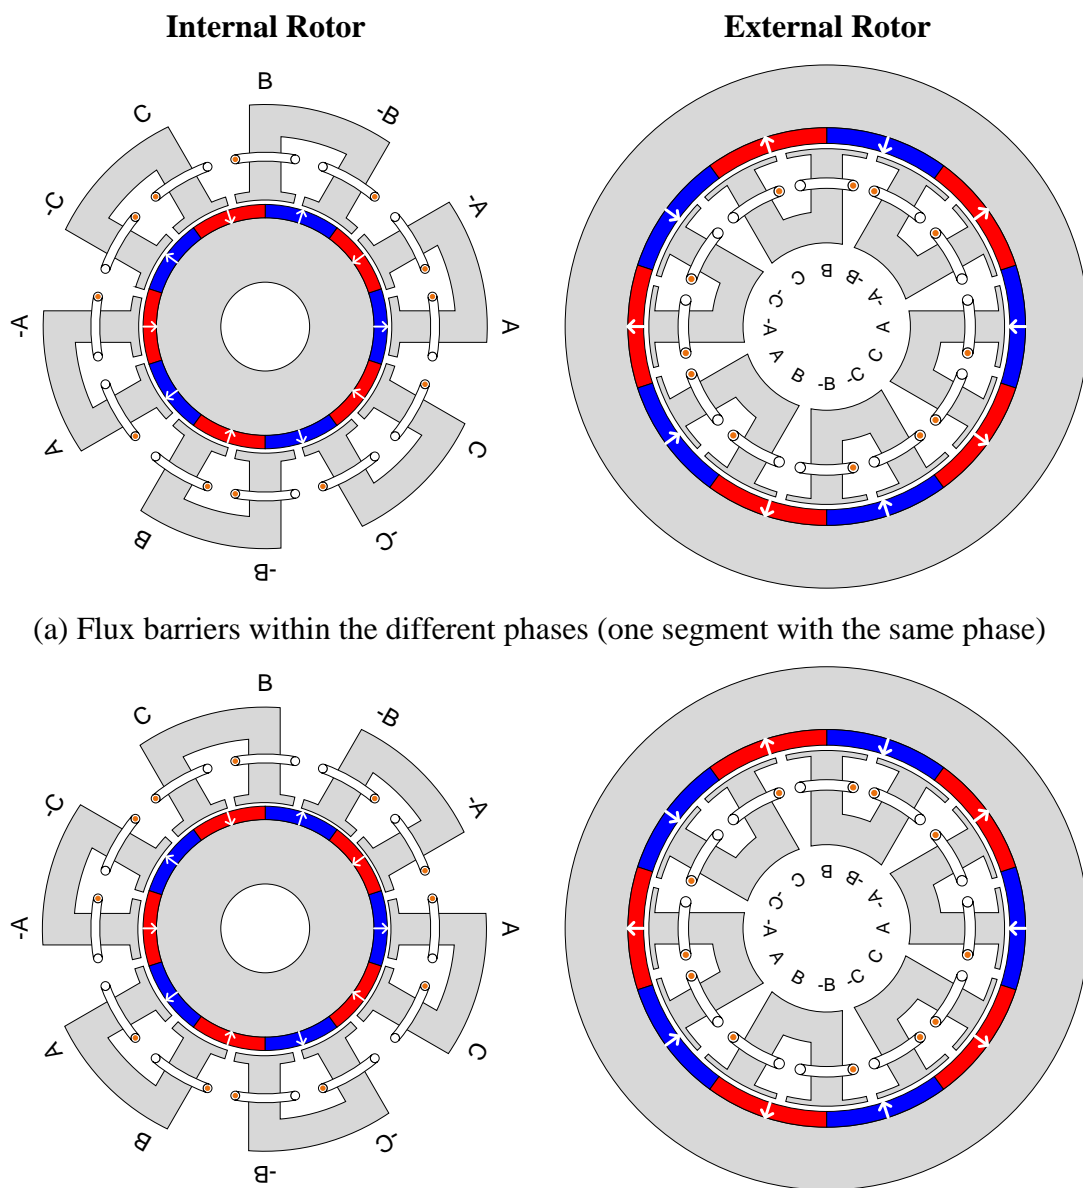 Internal Rotor
External Rotor
B
-B
-A
A
C
-C
-B
B
A
-A
-C
C
B
-B
-A
A
C
-C
-B
B
A
-A
-C
C
(a) Flux barriers within the different phases (one segment with the same phase)
B
-B
-A
A
C
-C
-B
B
A
-A
-C
C
B
-B
-A
A
C
-C
-B
B
A
-A
-C
C